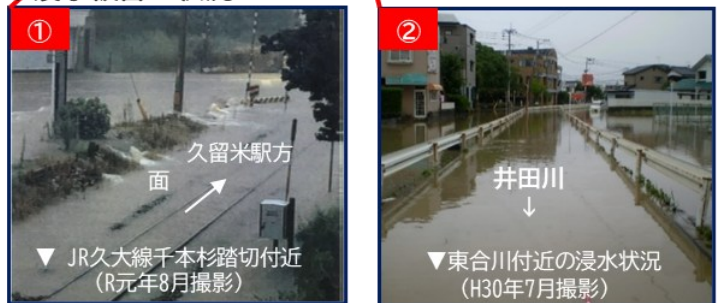 ①
久留米駅方
面
▼ JR久大線千本杉踏切付近
(R元年8月撮影)
②
井田川
↓
▼東合川付近の浸水状況
(H30年7月撮影)